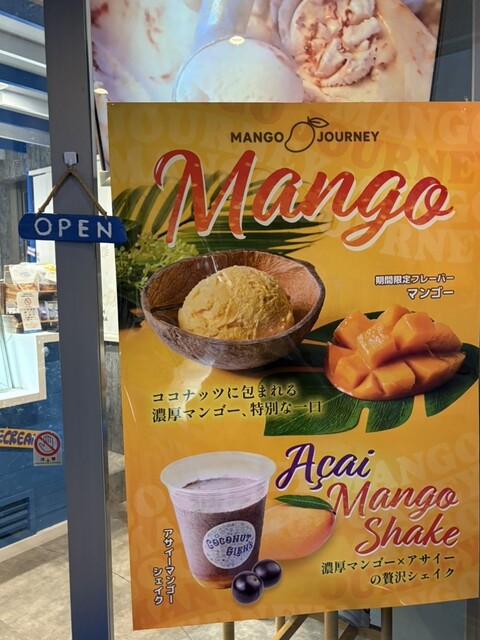 MANGO JOURNEY
Mango
OPEN
期間限定フレーバー
マンゴー
ココナッツに包まれる
濃厚マンゴー、特別な一口
Açai
Mango
Shake
COCONUT
GLEN'S
アサイーマンゴー
シェイク
濃厚マンゴー×アサイー
の贅沢シェイク